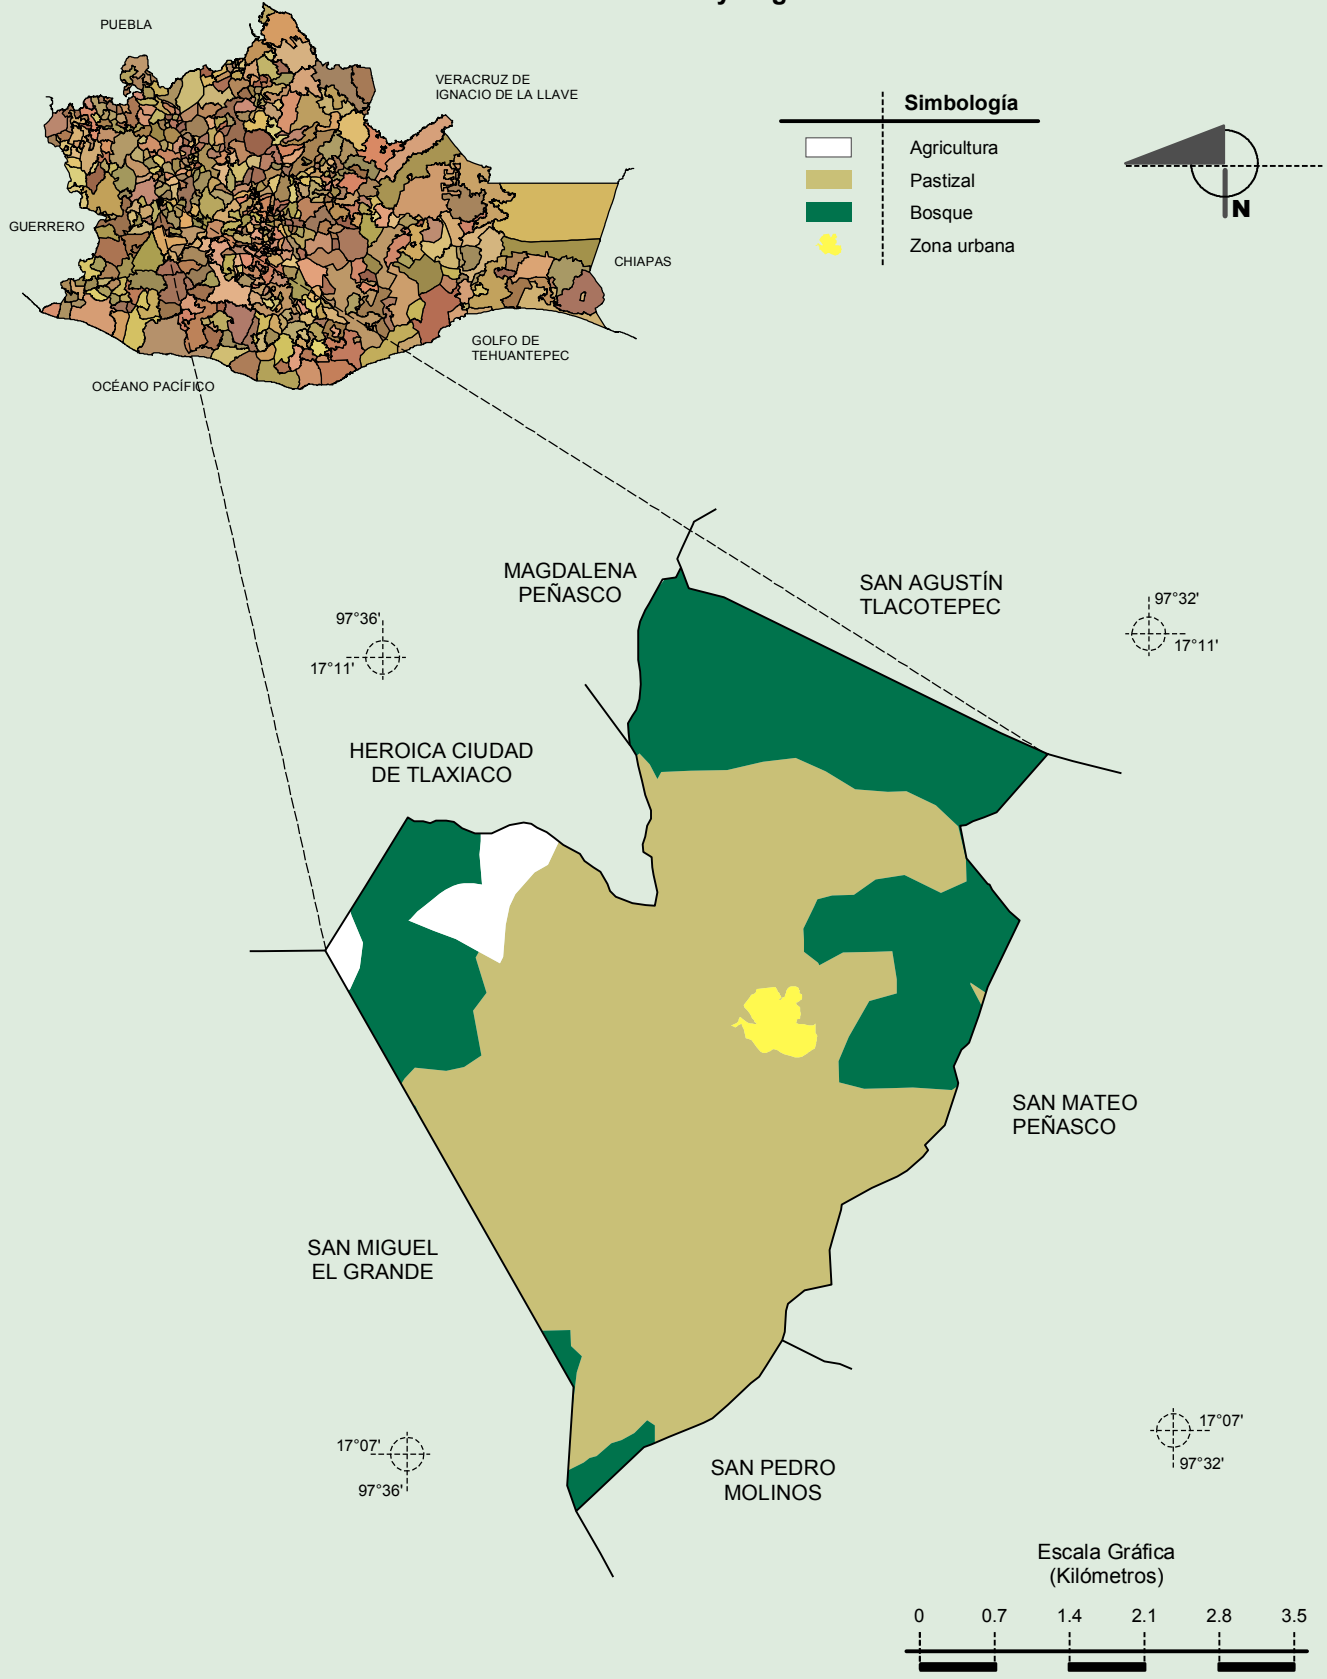 PUEBLA
VERACRUZ DE
IGNACIO DE LA LLAVE
GUERRERO
CHIAPAS
GOLFO DE
TEHUANTEPEC
OCÉANO PACÍFICO
Simbología
Agricultura
Pastizal
Bosque
Zona urbana
N
MAGDALENA
PEÑASCO
SAN AGUSTÍN
TLACOTEPEC
97°36'
17°11'
97°32'
17°11'
HEROICA CIUDAD
DE TLAXIACO
SAN MATEO
PEÑASCO
SAN MIGUEL
EL GRANDE
17°07'
97°36'
SAN PEDRO
MOLINOS
17°07'
97°32'
Escala Gráfica
(Kilómetros)
0 0.7 1.4 2.1 2.8 3.5